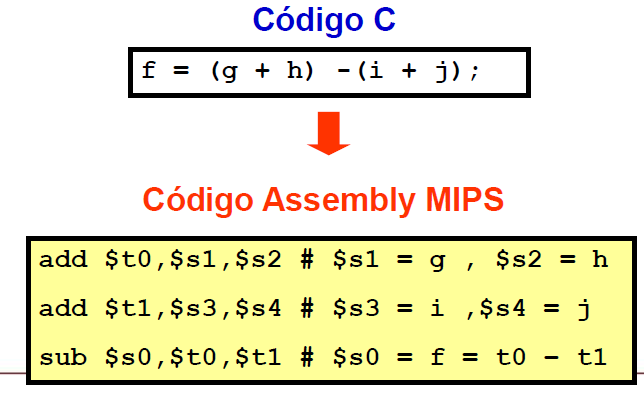 Código C
f = (g + h) -(i + j);
Código Assembly MIPS
add $t0,$s1,$s2 # $s1 = g , $s2 = h
add $t1,$s3,$s4 # $s3 = i ,$s4 = j
sub $s0,$t0,$t1 # $s0 = f = t0 - t1